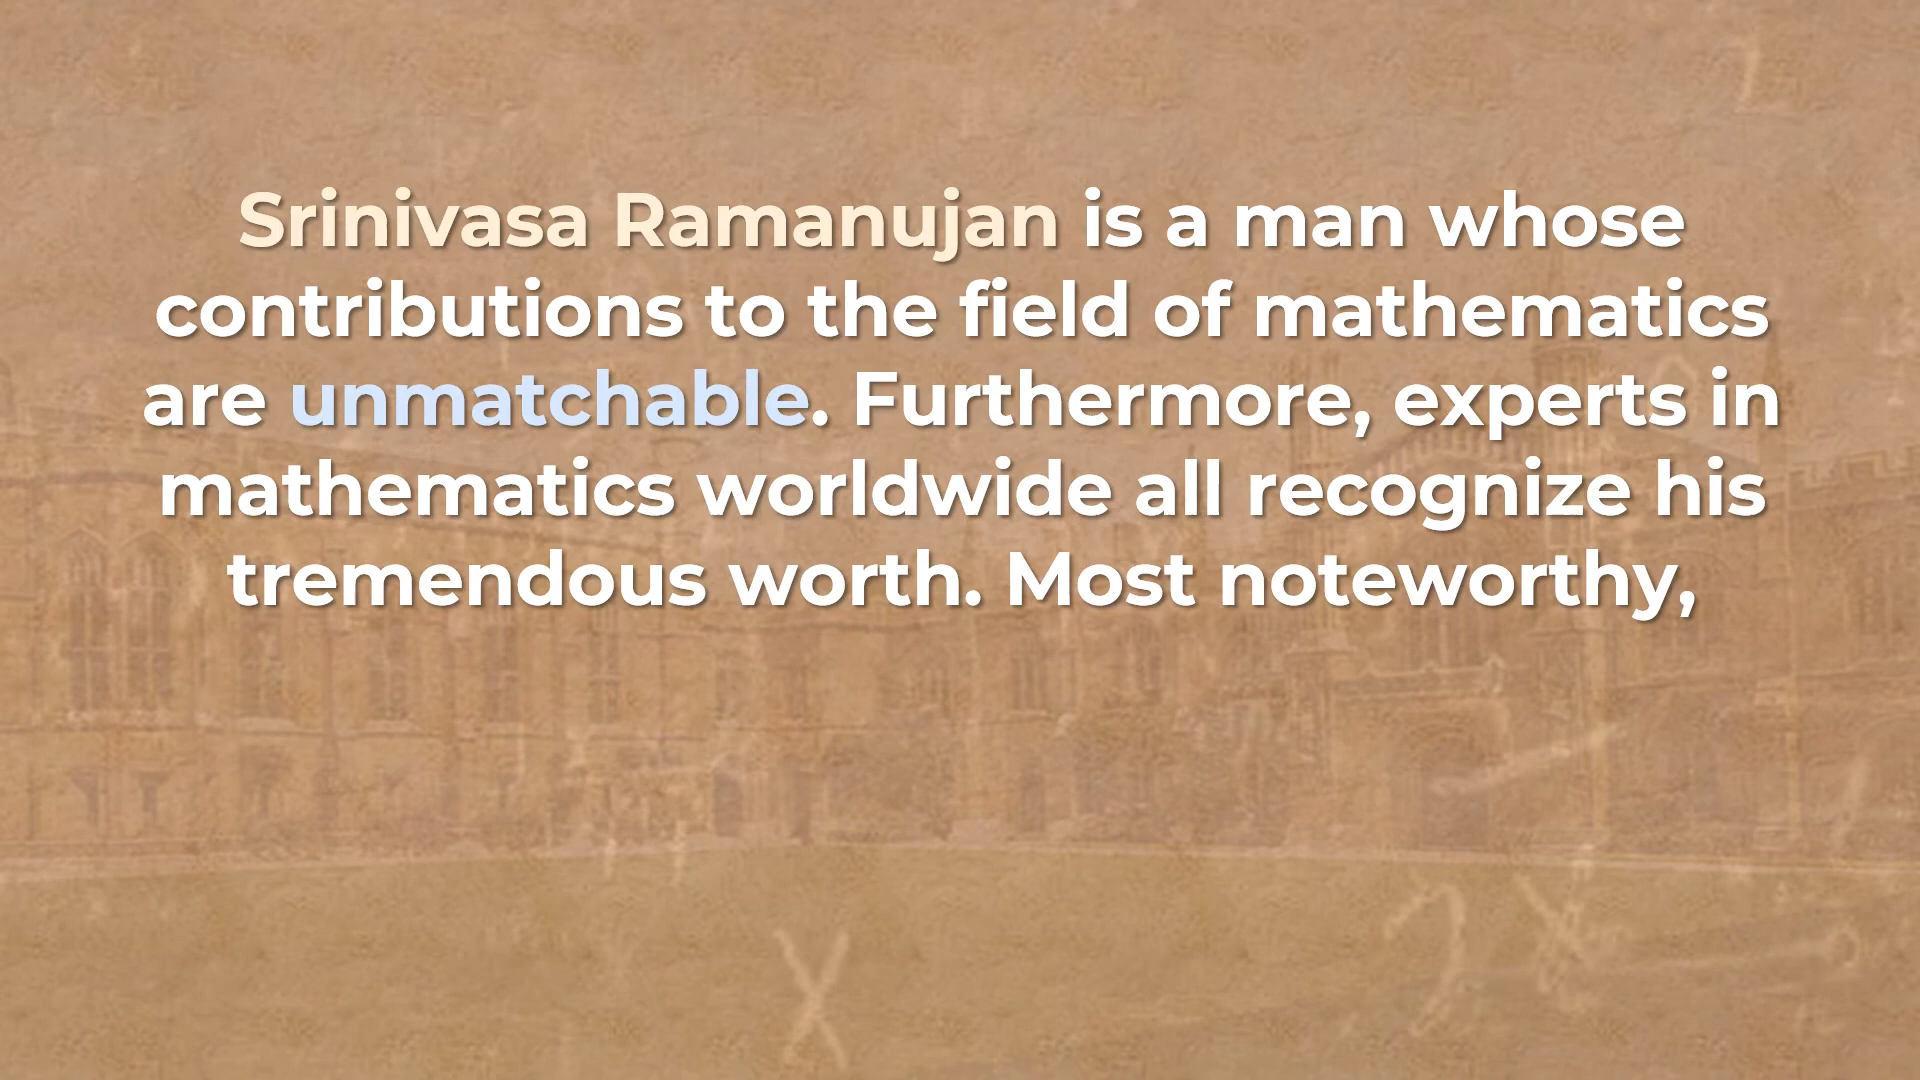 Srinivasa Ramanujan is a man whose
contributions to the field of mathematics
are unmatchable. Furthermore, experts in
mathematics worldwide all recognize his
tremendous worth. Most noteworthy,